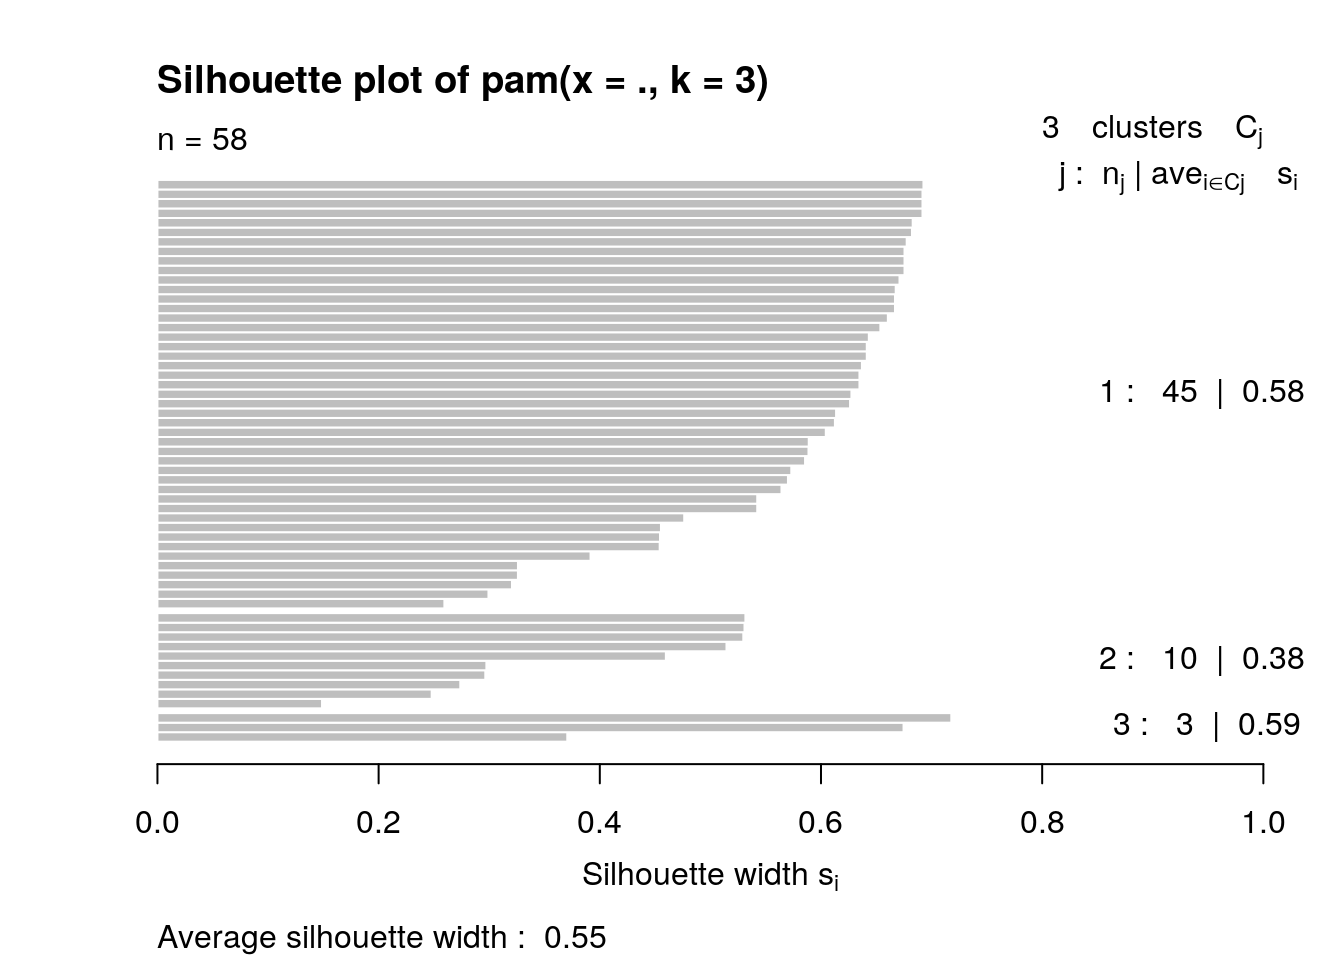 Silhouette plot of pam(x = ., k = 3)
n = 58
3 clusters Cj
j : nj | avei∈Cj si
1 : 45 | 0.58
2 : 10 | 0.38
3 : 3 | 0.59
0.0 0.2 0.4 0.6 0.8 1.0
Silhouette width si
Average silhouette width : 0.55